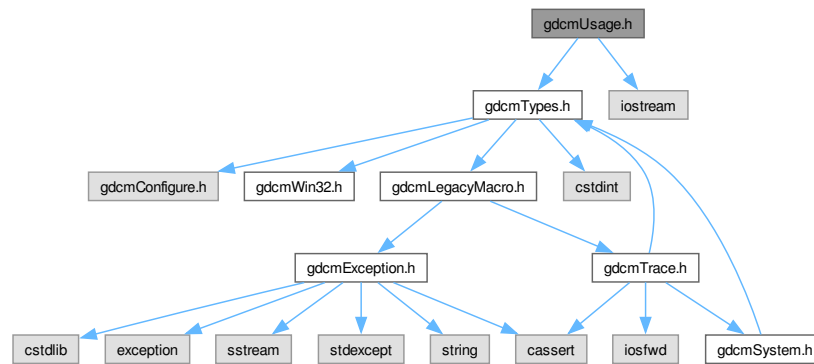 gdcmUsage.h
gdcmTypes.h
iostream
gdcmConfigure.h
gdcmWin32.h
gdcmLegacyMacro.h
cstdint
gdcmException.h
gdcmTrace.h
cstdlib
exception
sstream
stdexcept
string
cassert
iosfwd
gdcmSystem.h